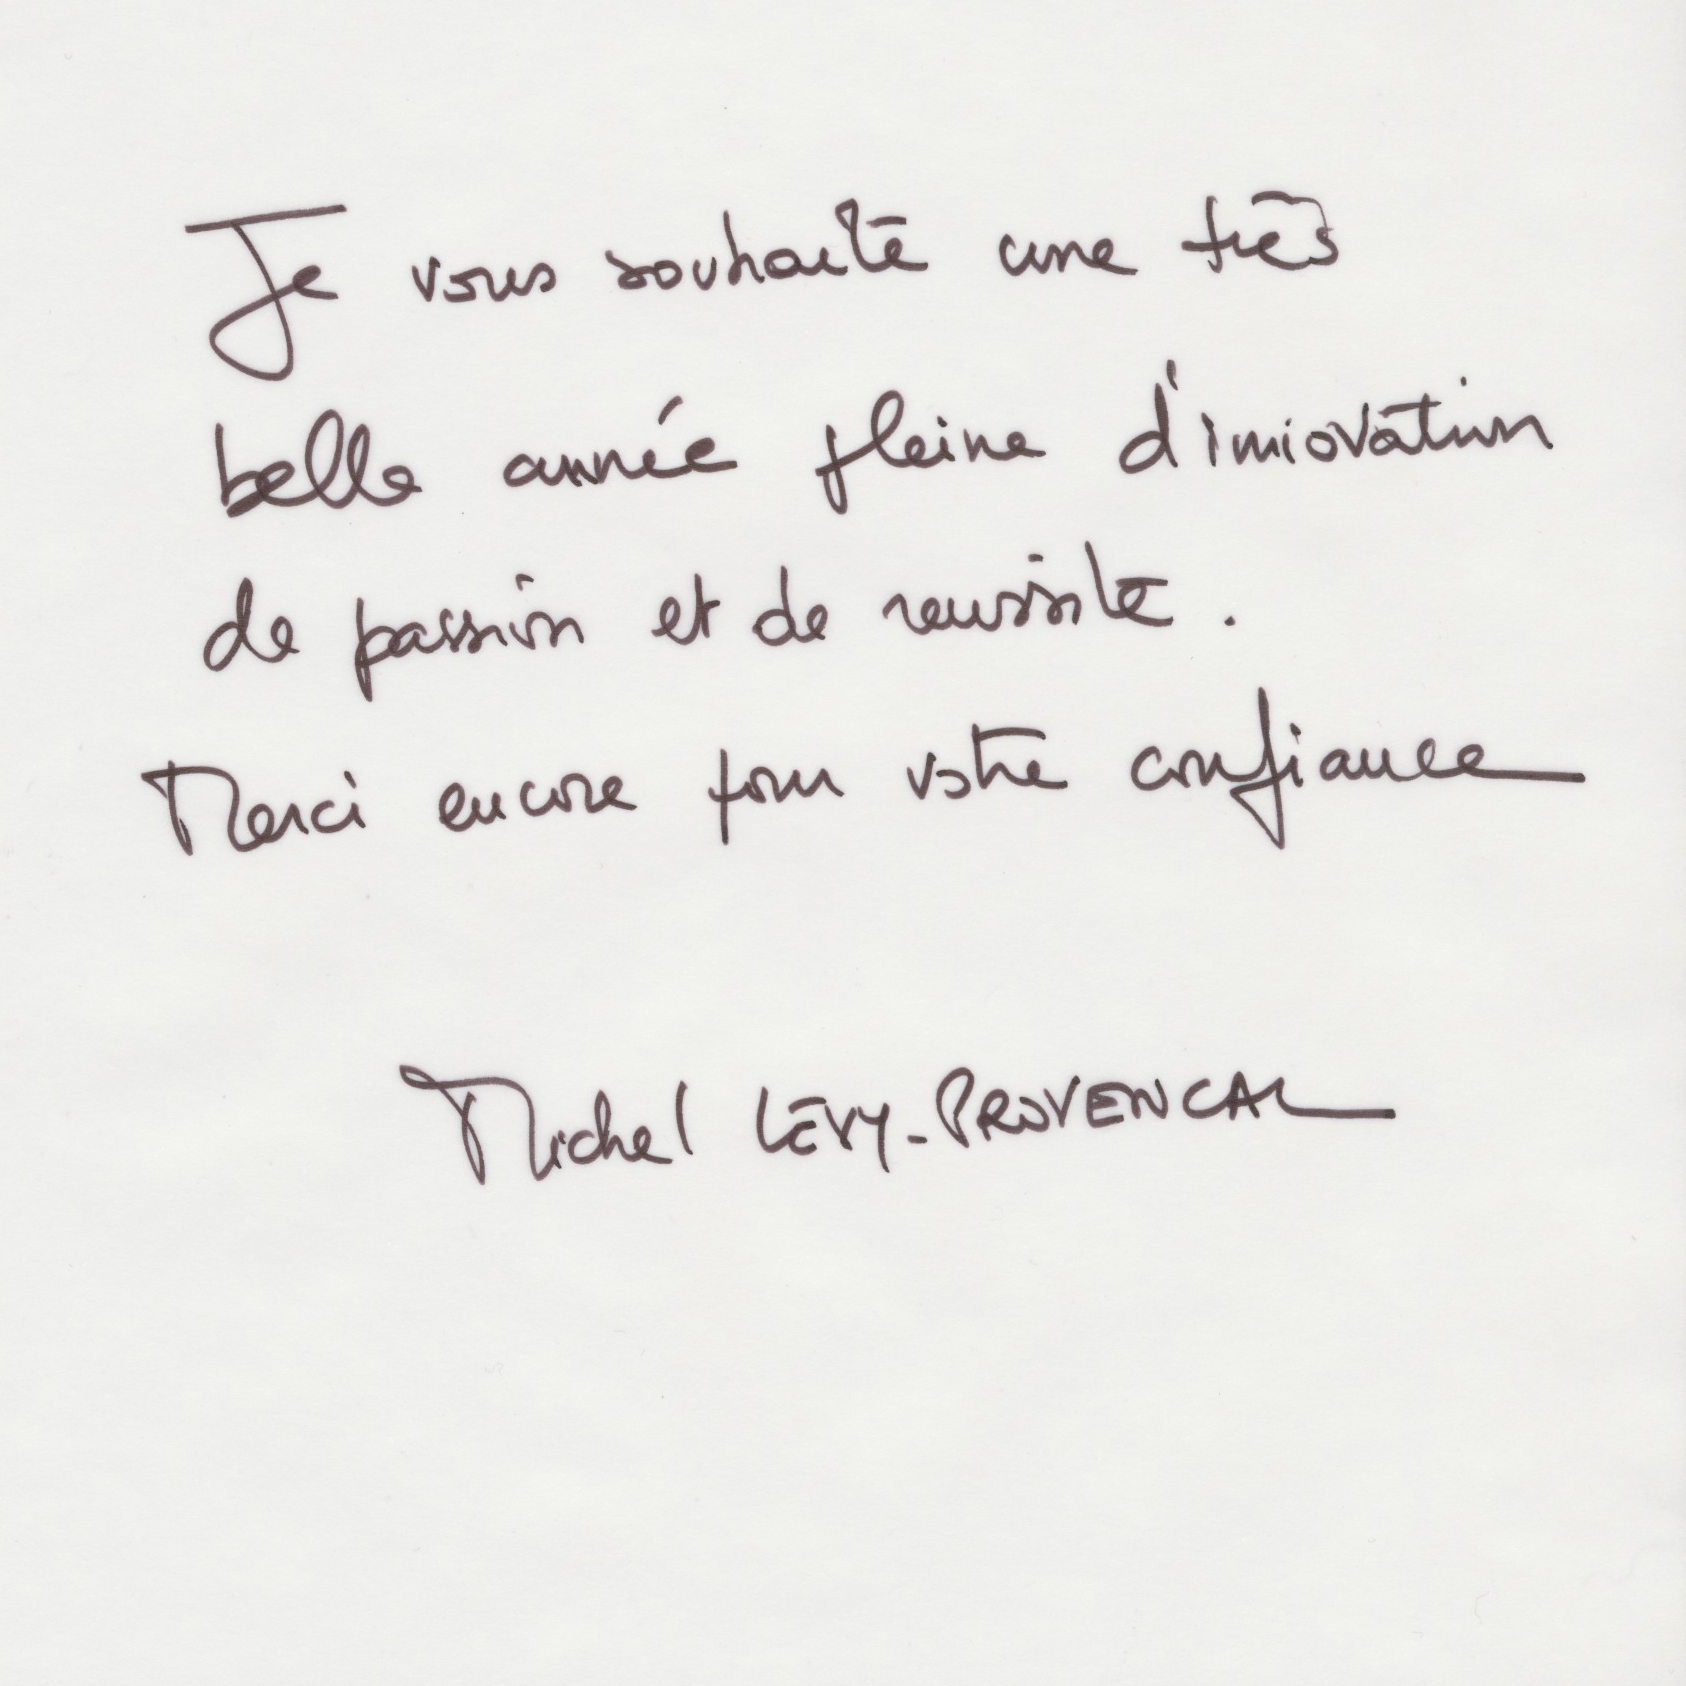 Je vous souhaite une très
belle année pleine d'innovation
de passion et de reussite.
Merci encore pour votre confiance
Michel LÉVY-PROVENCAL